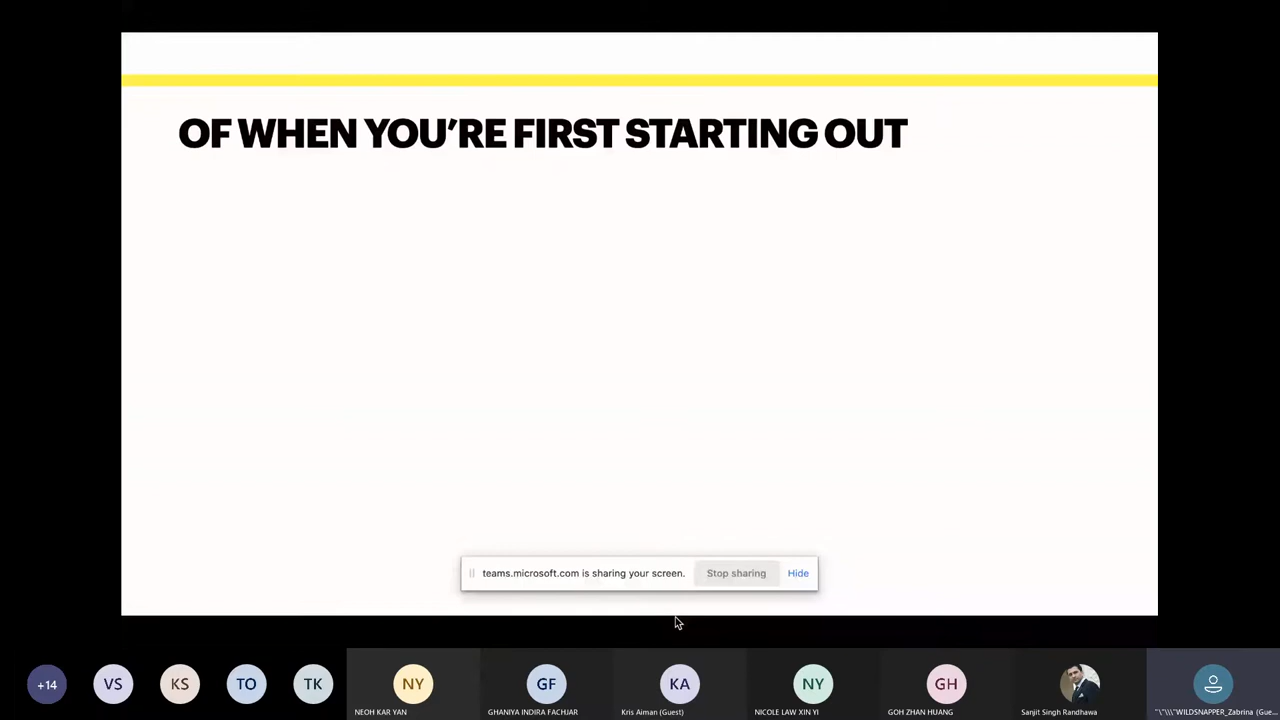 OF WHEN YOU'RE FIRST STARTING OUT
teams.microsoft.com is sharing your screen. Stop sharing Hide
+14 VS KS TO TK NY GF KA NY GH
NEOH KAR YAN GHANIYA INDIRA FACHJAR Kris Aiman (Guest) NICOLE LAW XIN YI GOH ZHAN HUANG Sanjit Singh Randhawa "\"\\\"WILDSNAPPER_Zabrina (Gue...